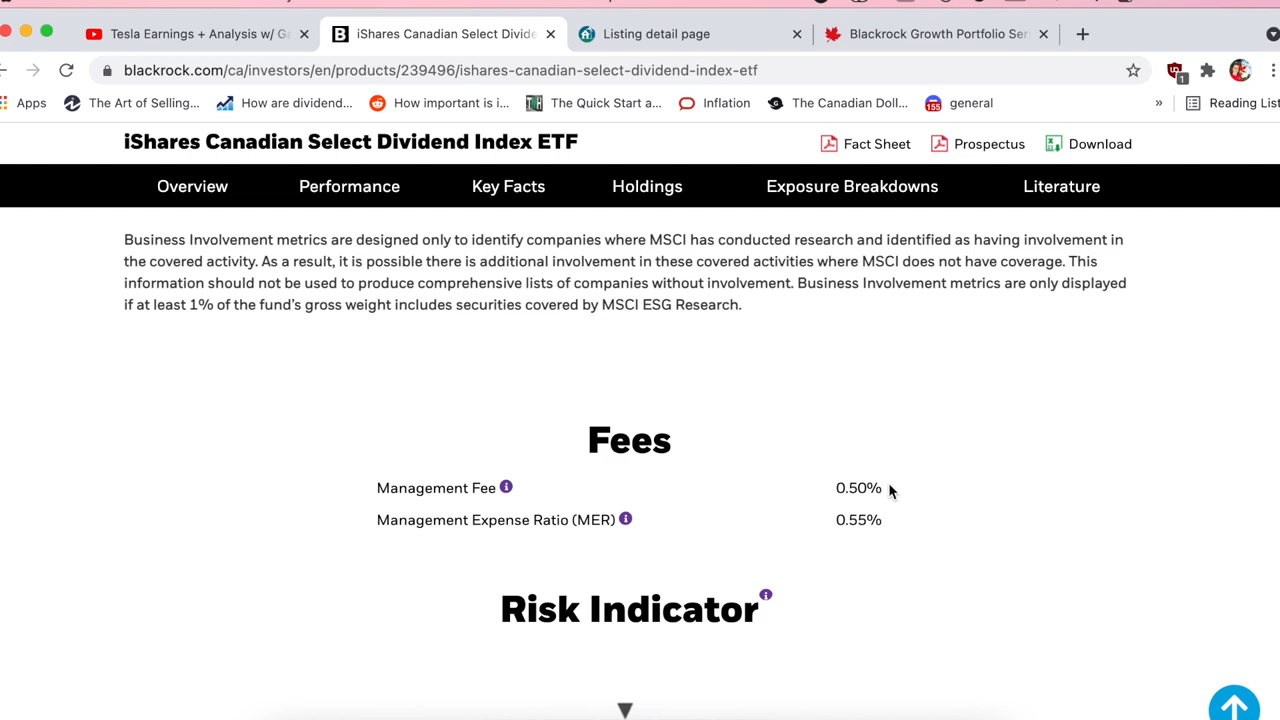 Tesla Earnings + Analysis w/ Ga
iShares Canadian Select Divide
Listing detail page
Blackrock Growth Portfolio Seri
blackrock.com/ca/investors/en/products/239496/ishares-canadian-select-dividend-index-etf
1
Apps
The Art of Selling...
How are dividend...
How important is i...
The Quick Start a...
Inflation
The Canadian Doll...
155
general
»
Reading List
iShares Canadian Select Dividend Index ETF
Fact Sheet
Prospectus
Download
Overview
Performance
Key Facts
Holdings
Exposure Breakdowns
Literature
Business Involvement metrics are designed only to identify companies where MSCI has conducted research and identified as having involvement in
the covered activity. As a result, it is possible there is additional involvement in these covered activities where MSCI does not have coverage. This
information should not be used to produce comprehensive lists of companies without involvement. Business Involvement metrics are only displayed
if at least 1% of the fund's gross weight includes securities covered by MSCI ESG Research.
Fees
Management Fee 0.50%
Management Expense Ratio (MER) 0.55%
Risk Indicator